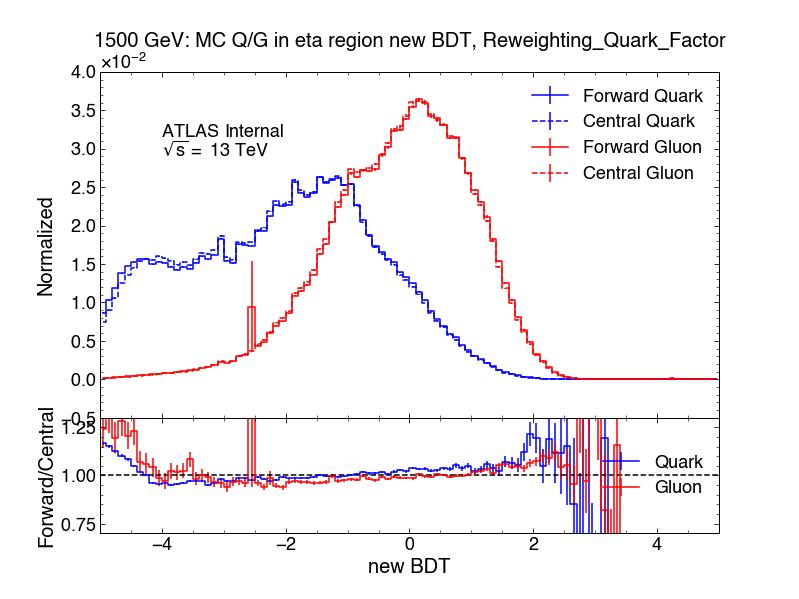 1500 GeV: MC Q/G in eta region new BDT, Reweighting_Quark_Factor
×10⁻²
4.0
3.5
3.0
2.5
2.0
1.5
1.0
0.5
0.0
−0.5
Normalized
ATLAS Internal
√s = 13 TeV
Forward Quark
Central Quark
Forward Gluon
Central Gluon
1.25
1.00
0.75
Forward/Central
Quark
Gluon
−4 −2 0 2 4
new BDT